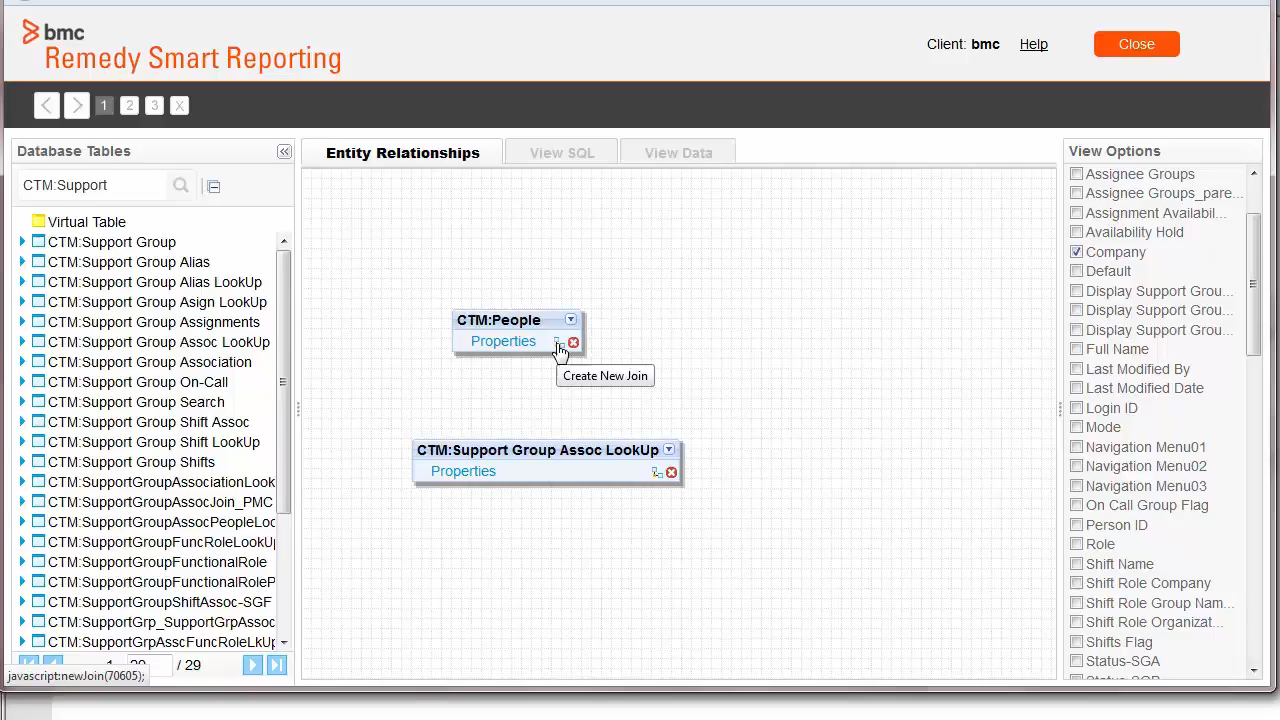 bmc
Remedy Smart Reporting
Client: bmc Help Close
1 2 3 X
Database Tables
CTM:Support
Virtual Table
CTM:Support Group
CTM:Support Group Alias
CTM:Support Group Alias LookUp
CTM:Support Group Asign LookUp
CTM:Support Group Assignments
CTM:Support Group Assoc LookUp
CTM:Support Group Association
CTM:Support Group On-Call
CTM:Support Group Search
CTM:Support Group Shift Assoc
CTM:Support Group Shift LookUp
CTM:Support Group Shifts
CTM:SupportGroupAssociationLook
CTM:SupportGroupAssocJoin_PMC
CTM:SupportGroupAssocPeopleLoo
CTM:SupportGroupFuncRoleLookUp
CTM:SupportGroupFunctionalRole
CTM:SupportGroupFunctionalRoleP
CTM:SupportGroupShiftAssoc-SGF
CTM:SupportGrp_SupportGrpAssoc
CTM:SupportGrpAsscFuncRoleLkUp
/ 29
javascript:newJoin(70605);
Entity Relationships View SQL View Data
CTM:People
Properties
Create New Join
CTM:Support Group Assoc LookUp
Properties
View Options
Assignee Groups
Assignee Groups_pare...
Assignment Availabil...
Availability Hold
Company
Default
Display Support Grou...
Display Support Grou...
Display Support Grou...
Full Name
Last Modified By
Last Modified Date
Login ID
Mode
Navigation Menu01
Navigation Menu02
Navigation Menu03
On Call Group Flag
Person ID
Role
Shift Name
Shift Role Company
Shift Role Group Nam...
Shift Role Organizat...
Shifts Flag
Status-SGA